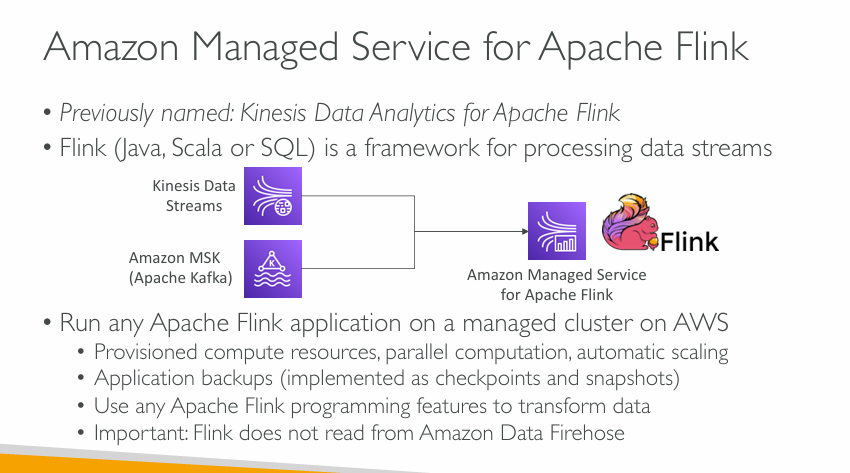 Amazon Managed Service for Apache Flink
• Previously named: Kinesis Data Analytics for Apache Flink
• Flink (Java, Scala or SQL) is a framework for processing data streams
Kinesis Data
Streams
Amazon MSK
(Apache Kafka)
K
Flink
Amazon Managed Service
for Apache Flink
• Run any Apache Flink application on a managed cluster on AWS
• Provisioned compute resources, parallel computation, automatic scaling
• Application backups (implemented as checkpoints and snapshots)
• Use any Apache Flink programming features to transform data
• Important: Flink does not read from Amazon Data Firehose